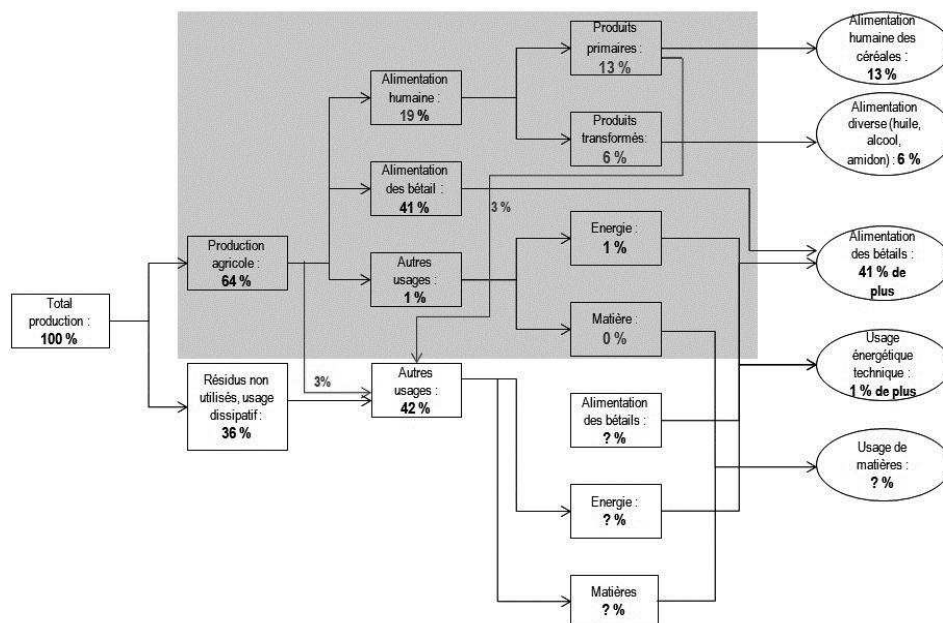 Produits
primaires :
13 %
Alimentation
humaine des
céréales :
13 %
Alimentation
humaine :
19 %
Produits
transformés:
6 %
Alimentation
diverse (huile,
alcool,
amidon) : 6 %
Alimentation
des bétail :
41 %
3 %
Production
agricole :
64 %
Autres
usages :
1 %
Energie :
1 %
Alimentation
des bétails :
41 % de
plus
Total
production :
100 %
Matière :
0 %
Résidus non
utilisés, usage
dissipatif :
36 %
3%
Autres
usages :
42 %
Usage
énergétique
technique :
1 % de plus
Alimentation
des bétails :
? %
Usage de
matières :
? %
Energie :
? %
Matières
? %